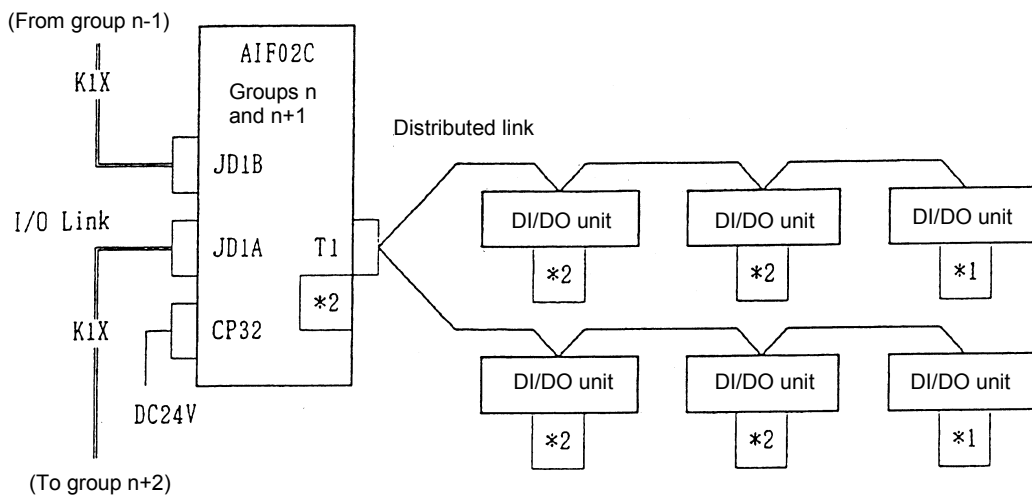 (From group n-1)
K1X
AIF02C
Groups n
and n+1
JD1B
I/O Link
JD1A
T1
*2
K1X
CP32
DC24V
(To group n+2)
Distributed link
DI/DO unit
DI/DO unit
DI/DO unit
*2
*2
*1
DI/DO unit
DI/DO unit
DI/DO unit
*2
*2
*1